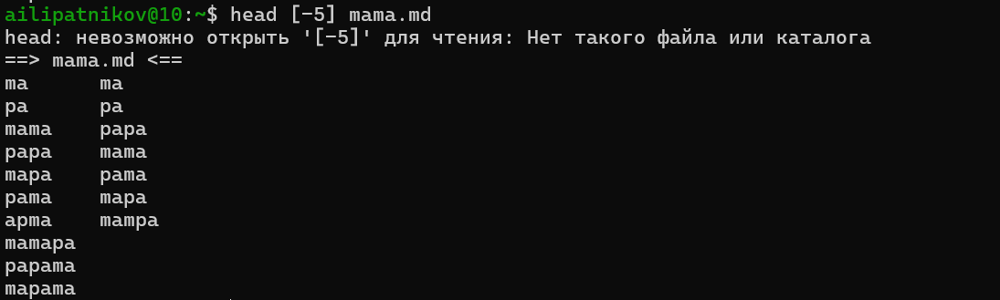 ailipatnikov@10:~$ head [-5] mama.md
head: невозможно открыть '[-5]' для чтения: Нет такого файла или каталога
==> mama.md <==
ma      ma
pa      pa
mama    papa
papa    mama
mapa    pama
pama    mapa
apma    mampa
mamapa
papama
mapama